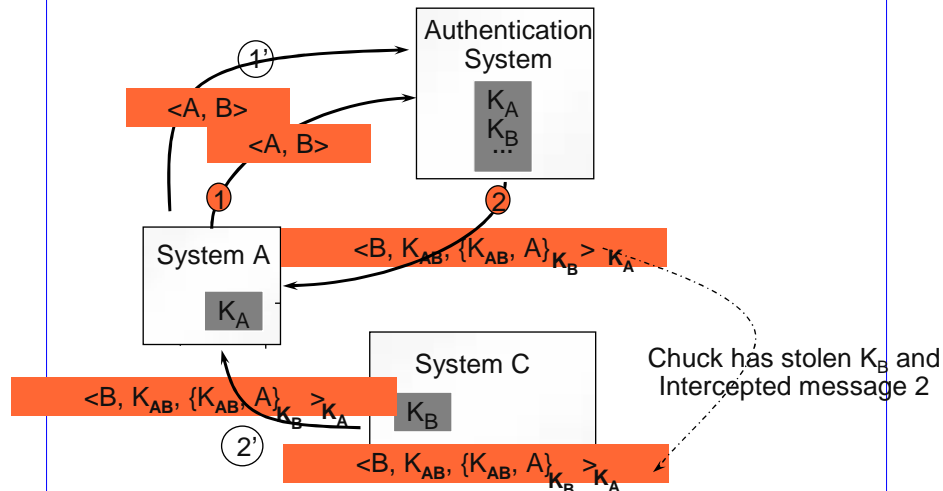 Authentication
System
K_A
K_B
...
1'
<A, B>
<A, B>
1
2
System A
<B, K_AB, {K_AB, A}_K_B >_K_A
K_A
System C
Chuck has stolen K_B and
Intercepted message 2
<B, K_AB, {K_AB, A}_K_B >_K_A
K_B
2'
<B, K_AB, {K_AB, A}_K_B >_K_A